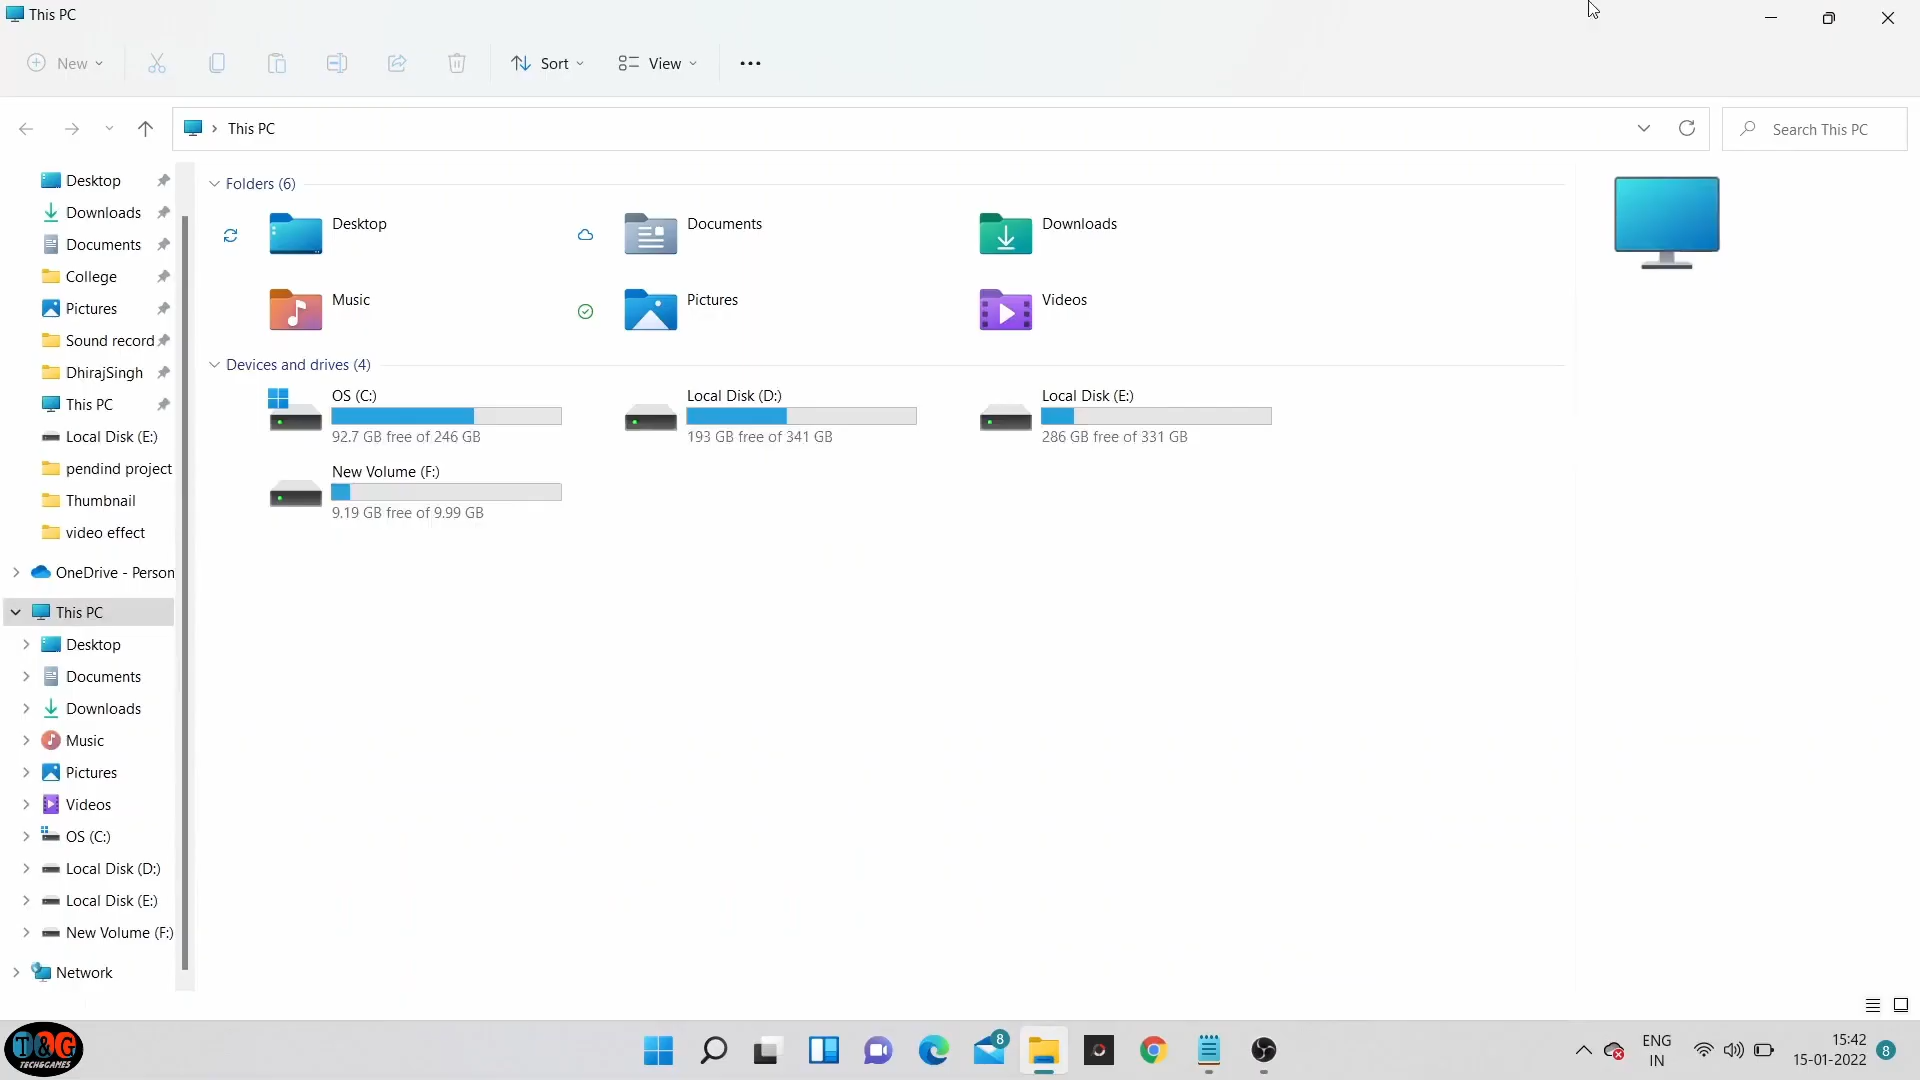 This PC
New
Sort
View
This PC
Search This PC
Desktop
Downloads
Documents
College
Pictures
Sound record
DhirajSingh
This PC
Local Disk (E:)
pendind project
Thumbnail
video effect
OneDrive - Person
This PC
Desktop
Documents
Downloads
Music
Pictures
Videos
OS (C:)
Local Disk (D:)
Local Disk (E:)
New Volume (F:)
Network
Folders (6)
Desktop
Documents
Downloads
Music
Pictures
Videos
Devices and drives (4)
OS (C:)
92.7 GB free of 246 GB
Local Disk (D:)
193 GB free of 341 GB
Local Disk (E:)
286 GB free of 331 GB
New Volume (F:)
9.19 GB free of 9.99 GB
T&G
TECH&GAMES
8
ENG
IN
15:42
15-01-2022
8